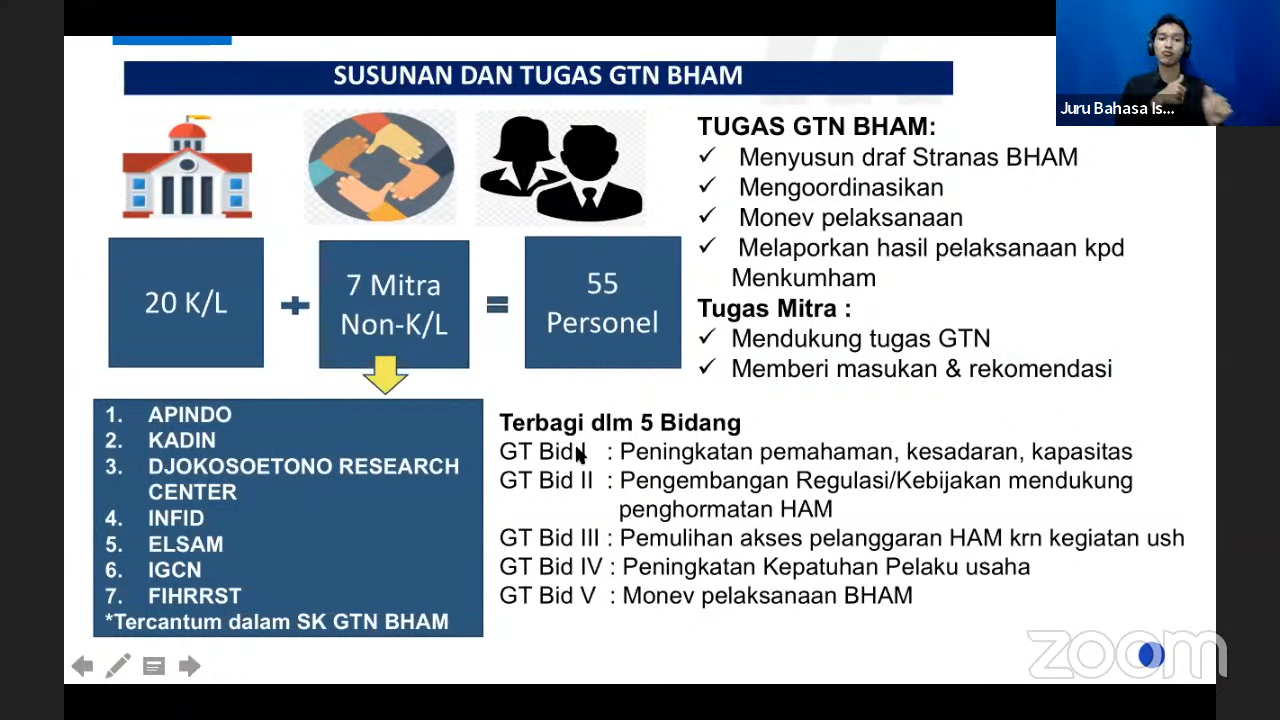 SUSUNAN DAN TUGAS GTN BHAM
Juru Bahasa Is...
20 K/L
7 Mitra
Non-K/L
55
Personel
TUGAS GTN BHAM:
✓ Menyusun draf Stranas BHAM
✓ Mengoordinasikan
✓ Monev pelaksanaan
✓ Melaporkan hasil pelaksanaan kpd
Menkumham
Tugas Mitra :
✓ Mendukung tugas GTN
✓ Memberi masukan & rekomendasi
1. APINDO
2. KADIN
3. DJOKOSOETONO RESEARCH
CENTER
4. INFID
5. ELSAM
6. IGCN
7. FIHRRST
*Tercantum dalam SK GTN BHAM
Terbagi dlm 5 Bidang
GT Bid I : Peningkatan pemahaman, kesadaran, kapasitas
GT Bid II : Pengembangan Regulasi/Kebijakan mendukung
penghormatan HAM
GT Bid III : Pemulihan akses pelanggaran HAM krn kegiatan ush
GT Bid IV : Peningkatan Kepatuhan Pelaku usaha
GT Bid V : Monev pelaksanaan BHAM
zoom